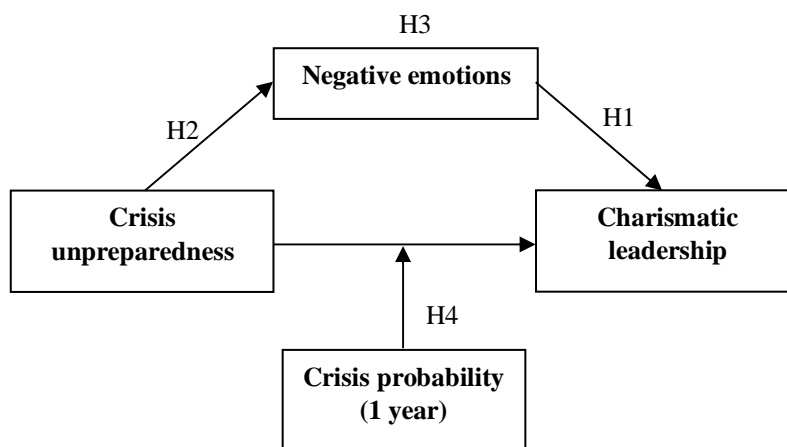 H3
Negative emotions
H2
H1
Crisis
unpreparedness
Charismatic
leadership
H4
Crisis probability
(1 year)